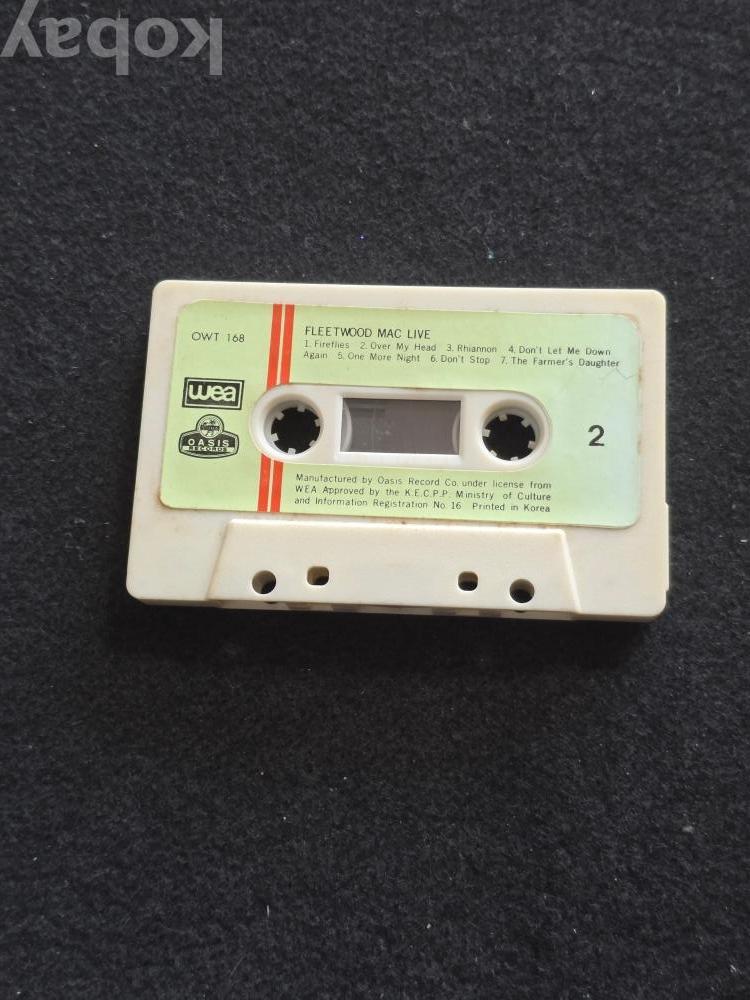 kobay
OWT 168
FLEETWOOD MAC LIVE
1. Fireflies 2. Over My Head 3. Rhiannon 4. Don't Let Me Down
Again 5. One More Night 6. Don't Stop 7. The Farmer's Daughter
wea
OASIS
RECORDS
2
Manufactured by Oasis Record Co. under license from
WEA Approved by the K.E.C.P.P. Ministry of Culture
and Information Registration No. 16 Printed in Korea